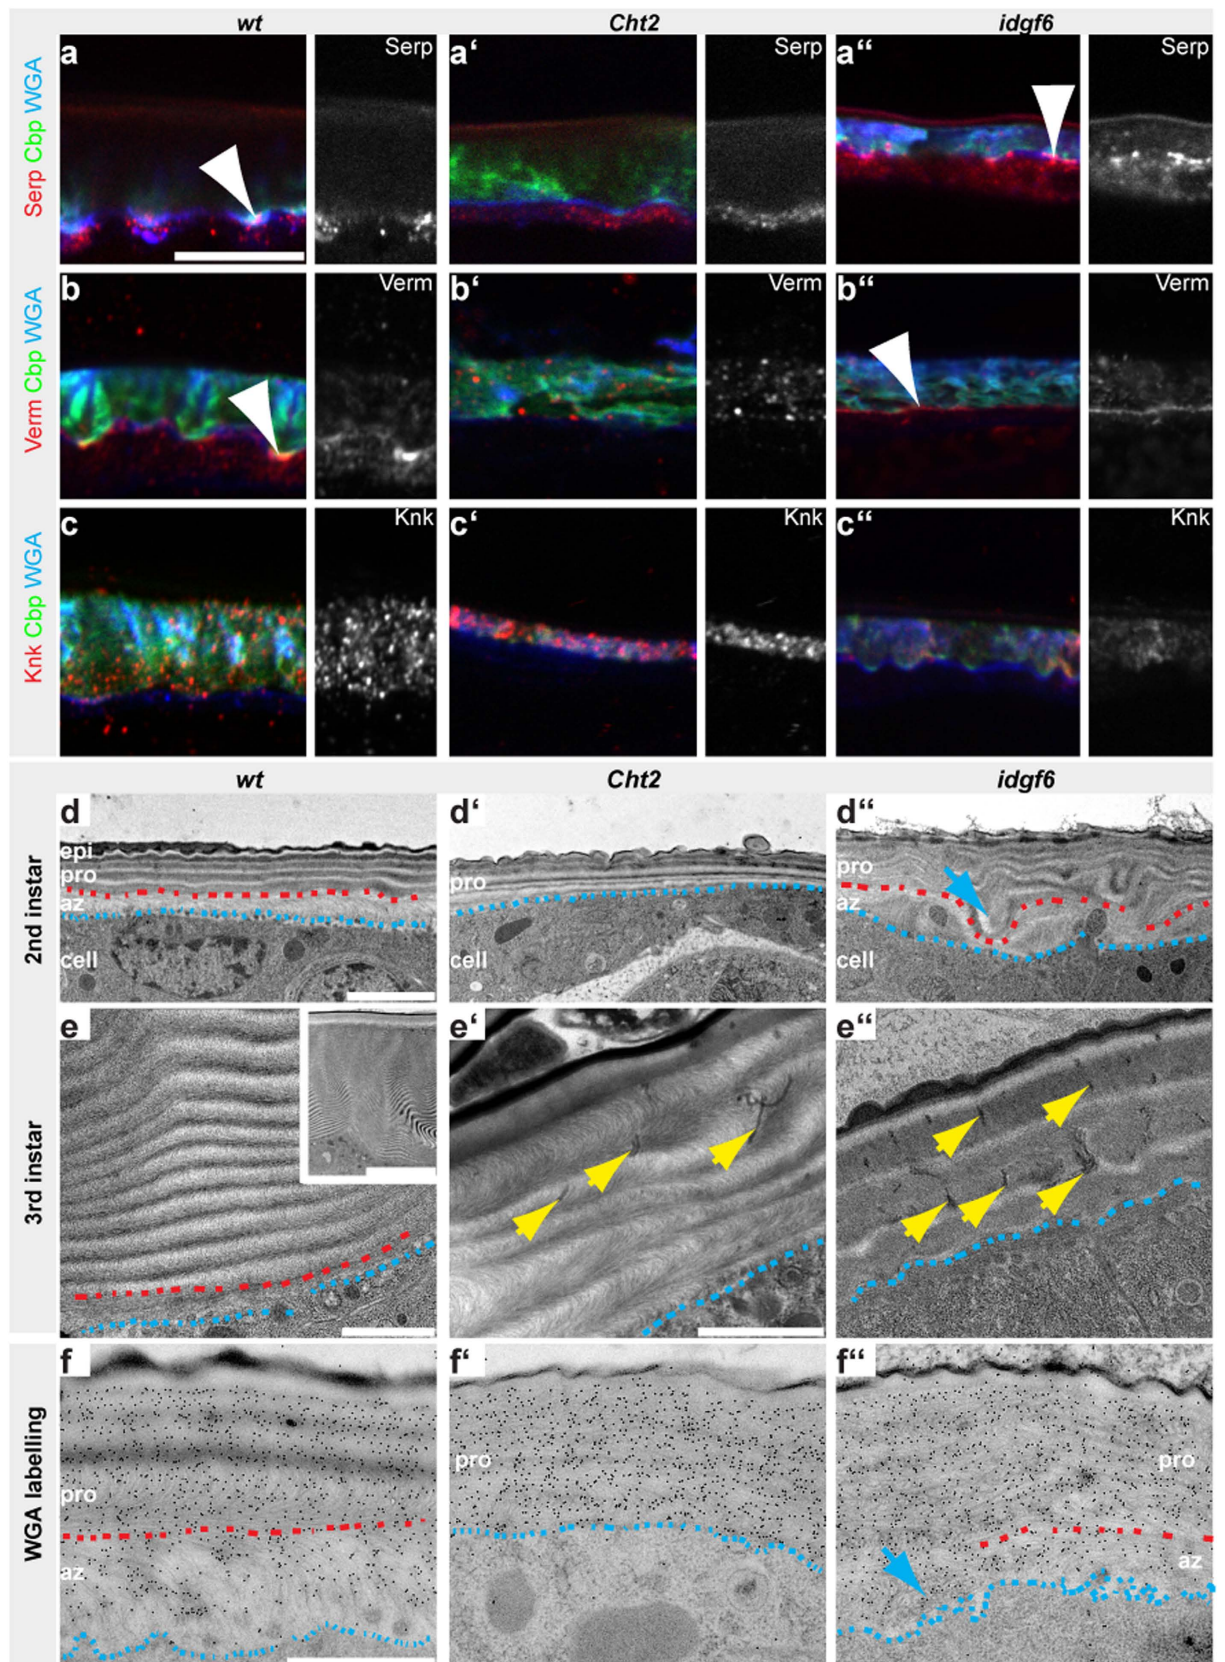 wt Cht2 idgf6
Serp Cbp WGA
a Serp a‘ Serp a“ Serp
Verm Cbp WGA
b Verm b‘ Verm b“ Verm
Knk Cbp WGA
c Knk c‘ Knk c“ Knk
wt Cht2 idgf6
2nd instar
d d‘ d“
epi
pro pro pro
az az
cell cell cell
3rd instar
e e‘ e“
WGA labelling
f f‘ f“
pro pro pro
az az